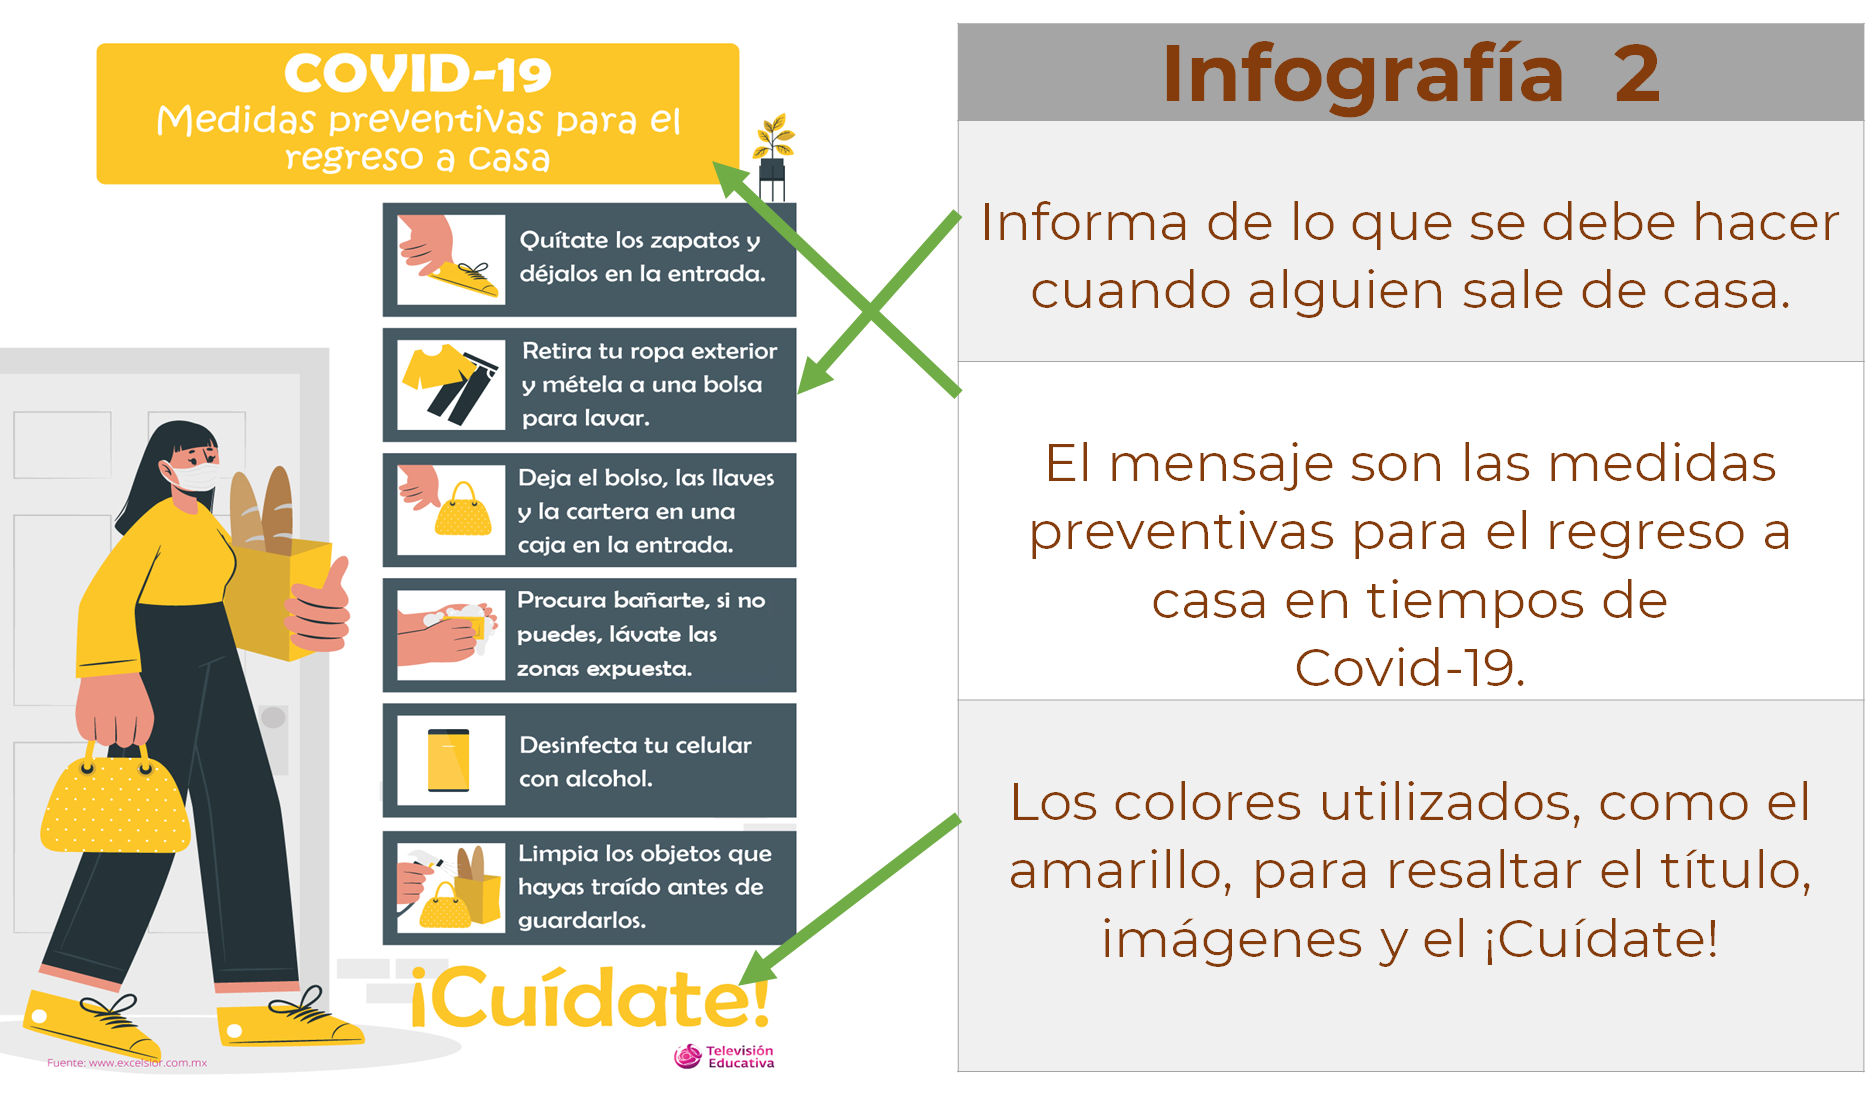 COVID-19
Medidas preventivas para el
regreso a casa
Quítate los zapatos y
déjalos en la entrada.
Retira tu ropa exterior
y métela a una bolsa
para lavar.
Deja el bolso, las llaves
y la cartera en una
caja en la entrada.
Procura bañarte, si no
puedes, lávate las
zonas expuesta.
Desinfecta tu celular
con alcohol.
Limpia los objetos que
hayas traído antes de
guardarlos.
¡Cuídate!
Fuente: www.excelsior.com.mx
Televisión
Educativa
Infografía 2
Informa de lo que se debe hacer
cuando alguien sale de casa.
El mensaje son las medidas
preventivas para el regreso a
casa en tiempos de
Covid-19.
Los colores utilizados, como el
amarillo, para resaltar el título,
imágenes y el ¡Cuídate!